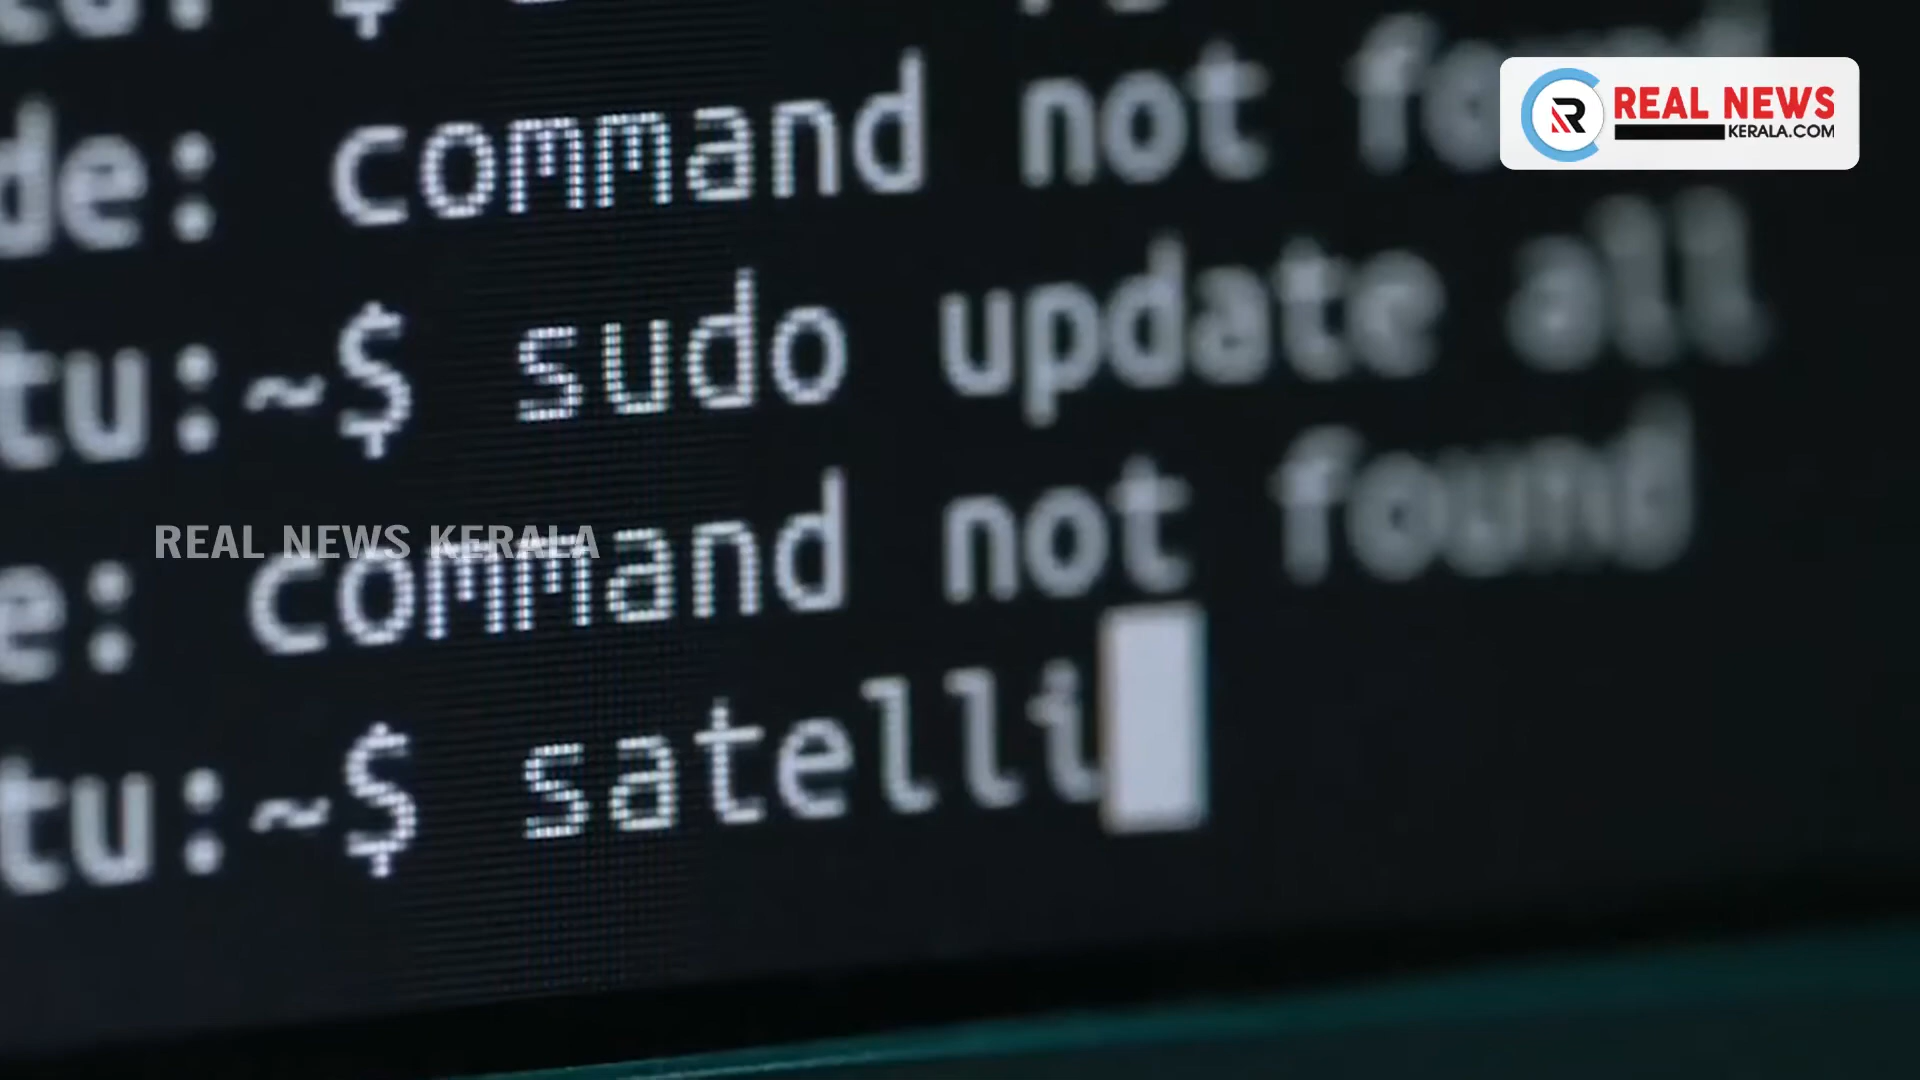 de: command not found
REAL NEWS
KERALA.COM
tu:~$ sudo update all
REAL NEWS KERALA
e: command not found
tu:~$ satelli